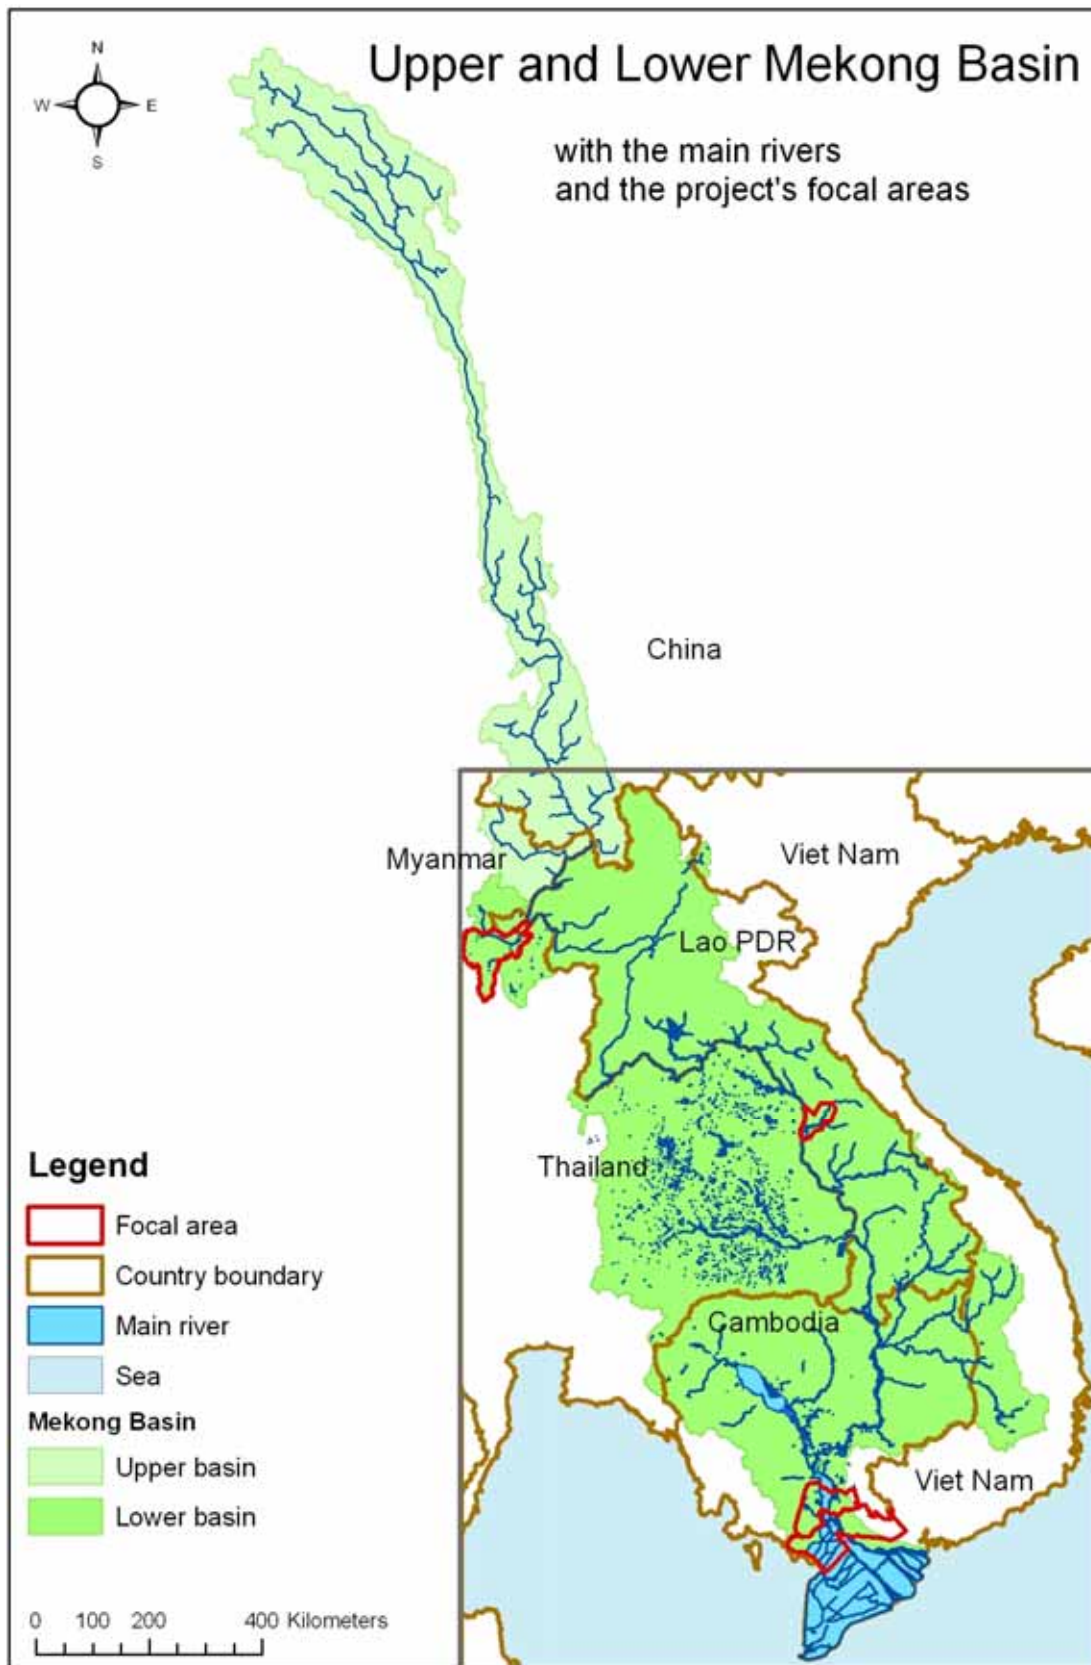 N
W E
S
Upper and Lower Mekong Basin
with the main rivers
and the project's focal areas
China
Myanmar
Viet Nam
Lao PDR
Thailand
Cambodia
Viet Nam
Legend
Focal area
Country boundary
Main river
Sea
Mekong Basin
Upper basin
Lower basin
0 100 200 400 Kilometers